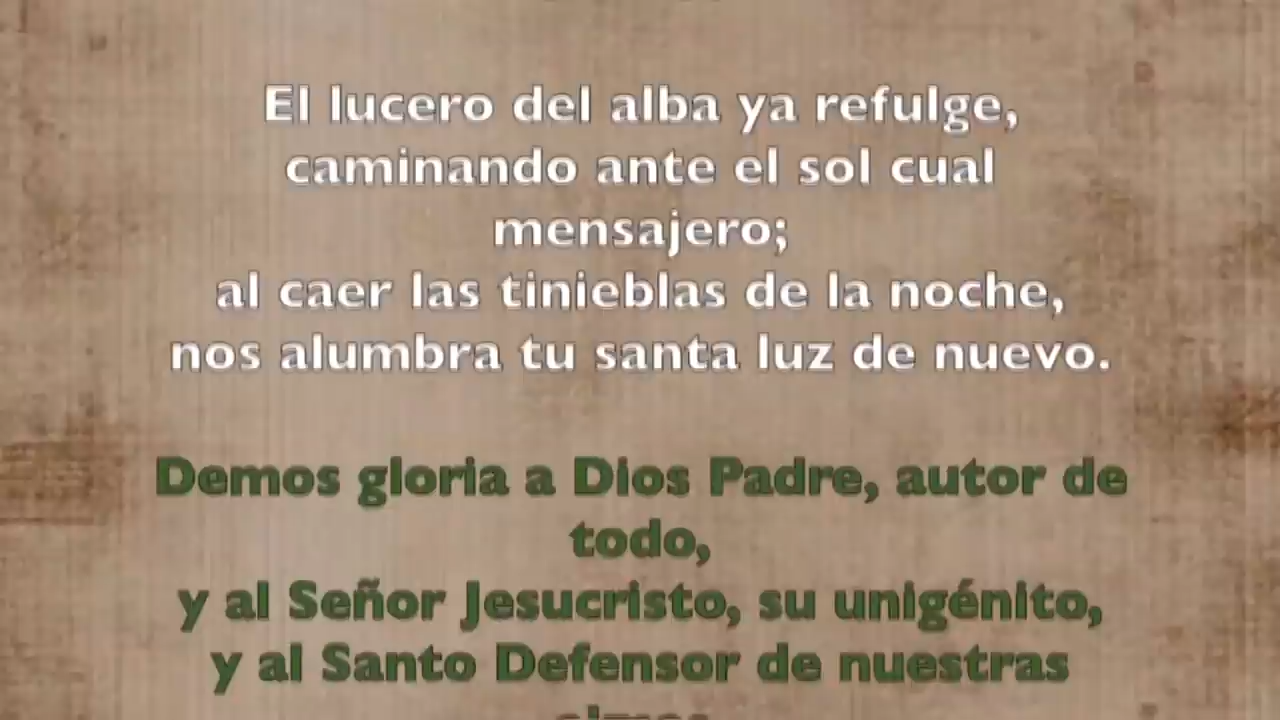 El lucero del alba ya refulge,
caminando ante el sol cual
mensajero;
al caer las tinieblas de la noche,
nos alumbra tu santa luz de nuevo.
Demos gloria a Dios Padre, autor de
todo,
y al Señor Jesucristo, su unigénito,
y al Santo Defensor de nuestras